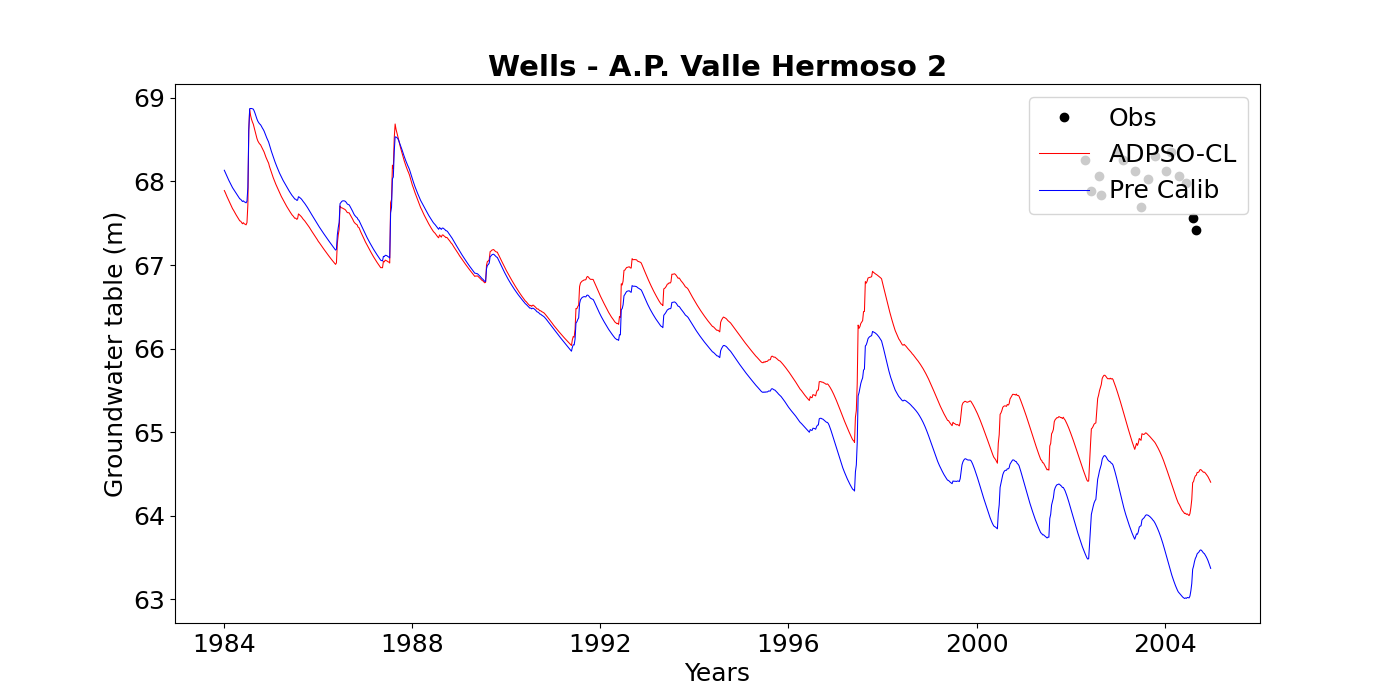 Wells - A.P. Valle Hermoso 2
Groundwater table (m)
69
68
67
66
65
64
63
Obs
ADPSO-CL
Pre Calib
1984 1988 1992 1996 2000 2004
Years